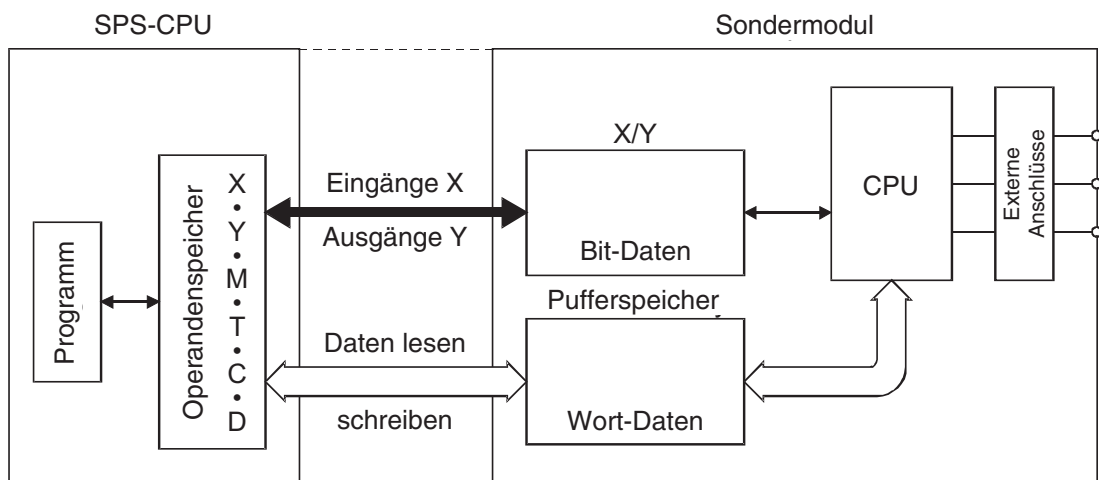 SPS-CPU
Sondermodul
Programm
Operandenspeicher
X
•
Y
•
M
•
T
•
C
•
D
Eingänge X
Ausgänge Y
Daten lesen
schreiben
X/Y
Bit-Daten
Pufferspeicher
Wort-Daten
CPU
Externe
Anschlüsse